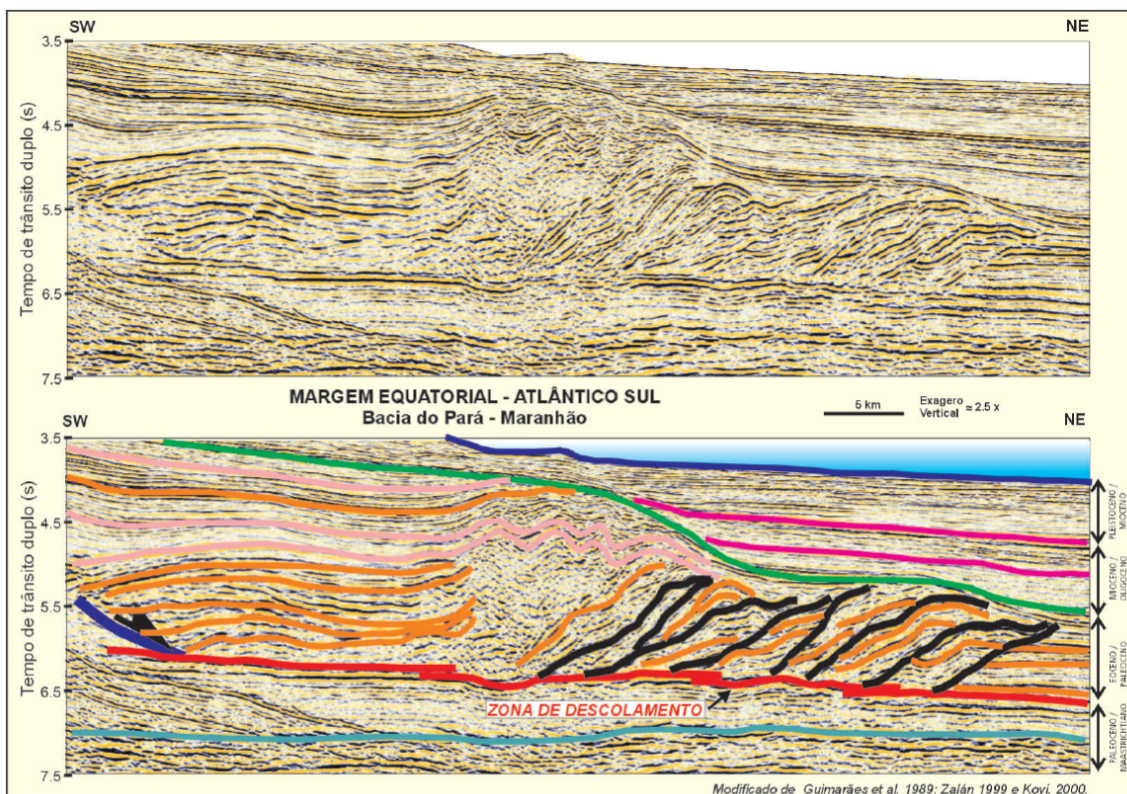 SW
NE
3.5
4.5
5.5
6.5
7.5
Tempo de trânsito duplo (s)
MARGEM EQUATORIAL - ATLÂNTICO SUL
Bacia do Pará - Maranhão
5 km
Exagero
Vertical ≈ 2.5 x
SW
NE
3.5
4.5
5.5
6.5
7.5
Tempo de trânsito duplo (s)
PLEISTOCENO /
MIOCENO
MIOCENO /
OLIGOCENO
EOCENO /
PALEOCENO
PALEOCENO /
MAASTRICHTIANO
ZONA DE DESCOLAMENTO
Modificado de Guimarães et al. 1989; Zalán 1999 e Kovi, 2000.